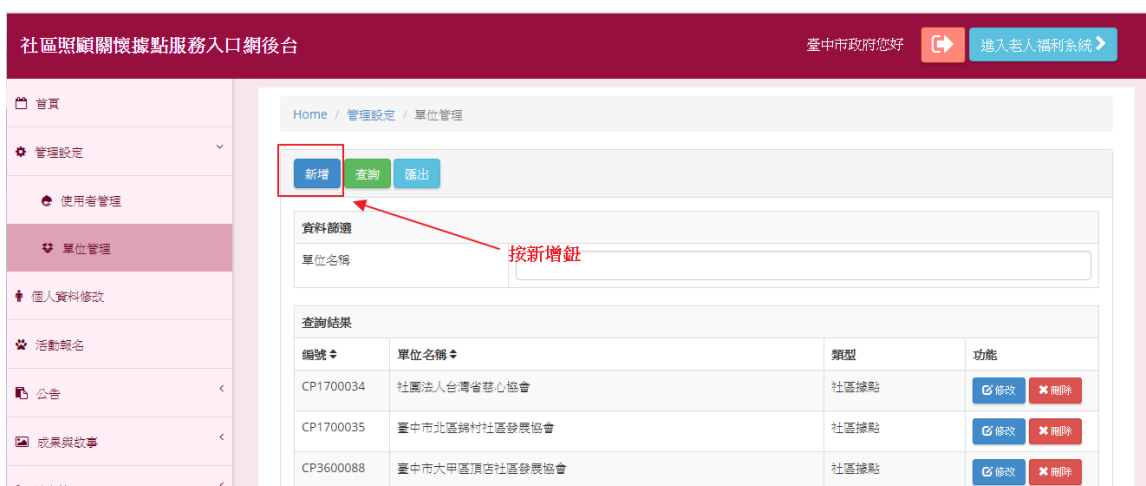 社區照顧關懷據點服務入口網後台
臺中市政府您好
進入老人福利系統
首頁
管理設定
使用者管理
單位管理
個人資料修改
活動報名
公告
成果與故事
Home / 管理設定 / 單位管理
新增 查詢 匯出
資料篩選
單位名稱
按新增鈕
查詢結果
編號 單位名稱 類型 功能
CP1700034 社團法人台灣省慈心協會 社區據點 修改 刪除
CP1700035 臺中市北區錦村社區發展協會 社區據點 修改 刪除
CP3600088 臺中市大甲區頂店社區發展協會 社區據點 修改 刪除